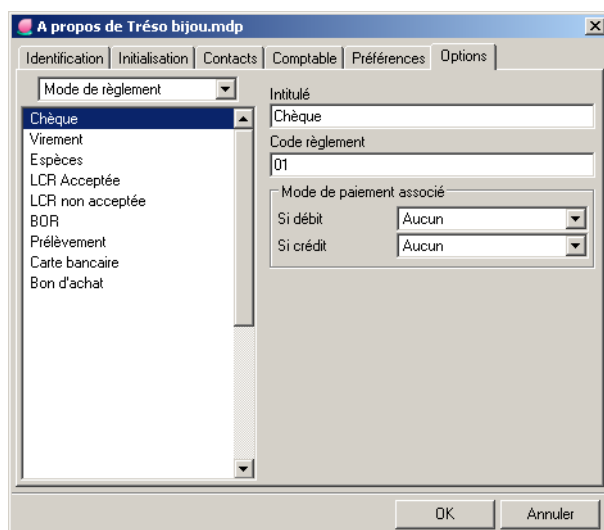 A propos de Tréso bijou.mdp
Identification Initialisation Contacts Comptable Préférences Options
Mode de règlement
Chèque
Virement
Espèces
LCR Acceptée
LCR non acceptée
BOR
Prélèvement
Carte bancaire
Bon d'achat
Intitulé
Chèque
Code règlement
01
Mode de paiement associé
Si débit Aucun
Si crédit Aucun
OK Annuler